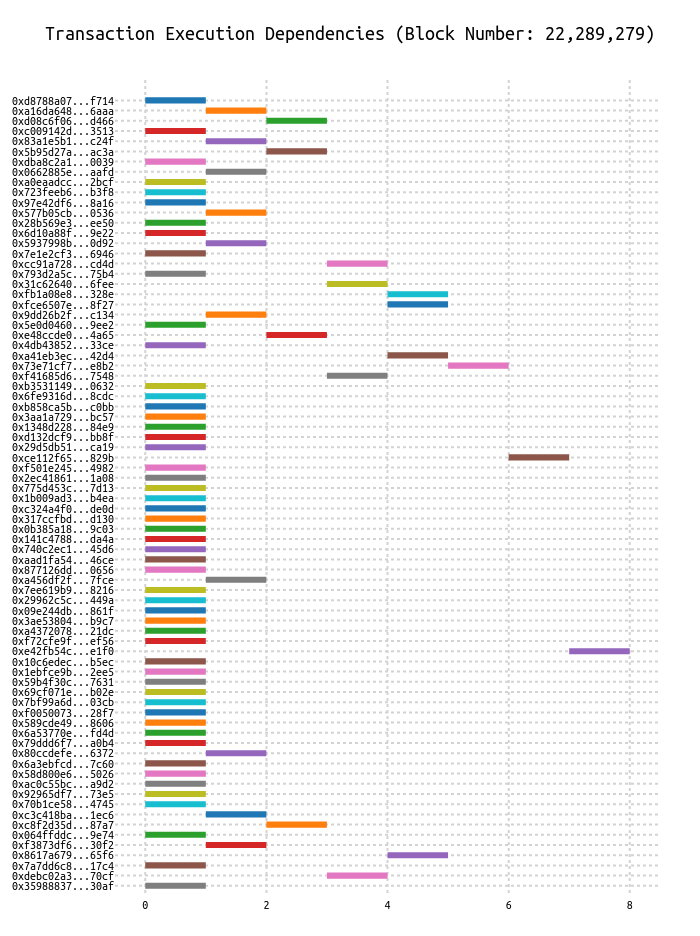 Transaction Execution Dependencies (Block Number: 22,289,279)
0xd8788a07...f714
0xa16da648...6aaa
0xd08c6f06...d466
0xc009142d...3513
0x83a1e5b1...c24f
0x5b95d27a...ac3a
0xdba8c2a1...0039
0x0662885e...aafd
0xa0eaadcc...2bcf
0x723feeb6...b3f8
0x97e42df6...8a16
0x577b05cb...0536
0x28b569e3...ee50
0x6d10a88f...9e22
0x5937998b...0d92
0x7e1e2cf3...6946
0xcc91a728...cd4d
0x793d2a5c...75b4
0x31c62640...6fee
0xfb1a08e8...328e
0xfce6507e...8f27
0x9dd26b2f...c134
0x5e0d0460...9ee2
0xe48ccde0...4a65
0x4db43852...33ce
0xa41eb3ec...42d4
0x73e71cf7...e8b2
0xf41685d6...7548
0xb3531149...0632
0x6fe9316d...8cdc
0xb858ca5b...c0bb
0x3aa1a729...bc57
0x1348d228...84e9
0xd132dcf9...bb8f
0x29d5db51...ca19
0xce112f65...829b
0xf501e245...4982
0x2ec41861...1a08
0x775d453c...7d13
0x1b009ad3...b4ea
0xc324a4f0...de0d
0x317ccfbd...d130
0x0b385a18...9c03
0x141c4788...da4a
0x740c2ec1...45d6
0xaad1fa54...46ce
0x877126dd...0656
0xa456df2f...7fce
0x7ee619b9...8216
0x29962c5c...449a
0x09e244db...861f
0x3ae53804...b9c7
0xa4372078...21dc
0xf72cfe9f...ef56
0xe42fb54c...e1f0
0x10c6edec...b5ec
0x1ebfce9b...2ee5
0x59b4f30c...7631
0x69cf071e...b02e
0x7bf99a6d...03cb
0xf0050073...28f7
0x589cde49...8606
0x6a53770e...fd4d
0x79ddd6f7...a0b4
0x80ccdefe...6372
0x6a3ebfcd...7c60
0x58d800e6...5026
0xac0c55bc...a9d2
0x92965df7...73e5
0x70b1ce58...4745
0xc3c418ba...1ec6
0xc8f2d35d...87a7
0x064ffddc...9e74
0xf3873df6...30f2
0x8617a679...65f6
0x7a7dd6c8...17c4
0xdebc02a3...70cf
0x35988837...30af
0 2 4 6 8